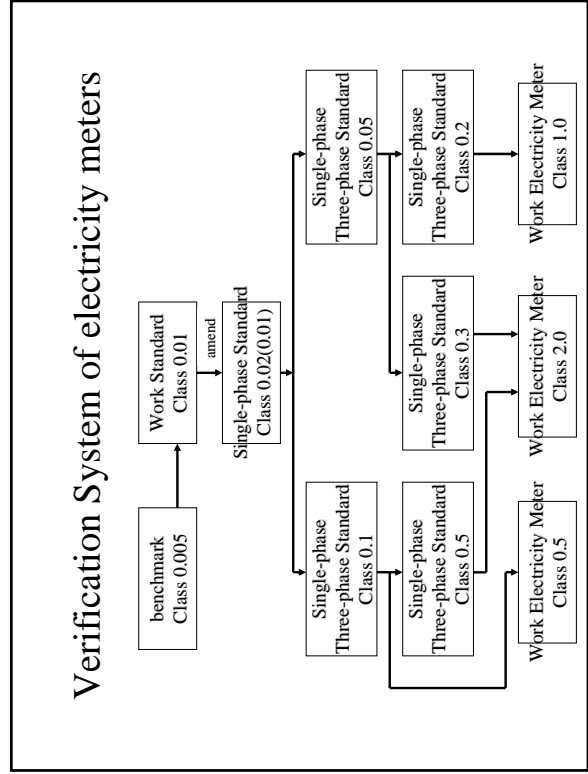 Verification System of electricity meters
benchmark
Class 0.005
Work Standard
Class 0.01
amend
Single-phase Standard
Class 0.02(0.01)
Single-phase
Three-phase Standard
Class 0.1
Single-phase
Three-phase Standard
Class 0.05
Single-phase
Three-phase Standard
Class 0.5
Single-phase
Three-phase Standard
Class 0.3
Single-phase
Three-phase Standard
Class 0.2
Work Electricity Meter
Class 0.5
Work Electricity Meter
Class 2.0
Work Electricity Meter
Class 1.0